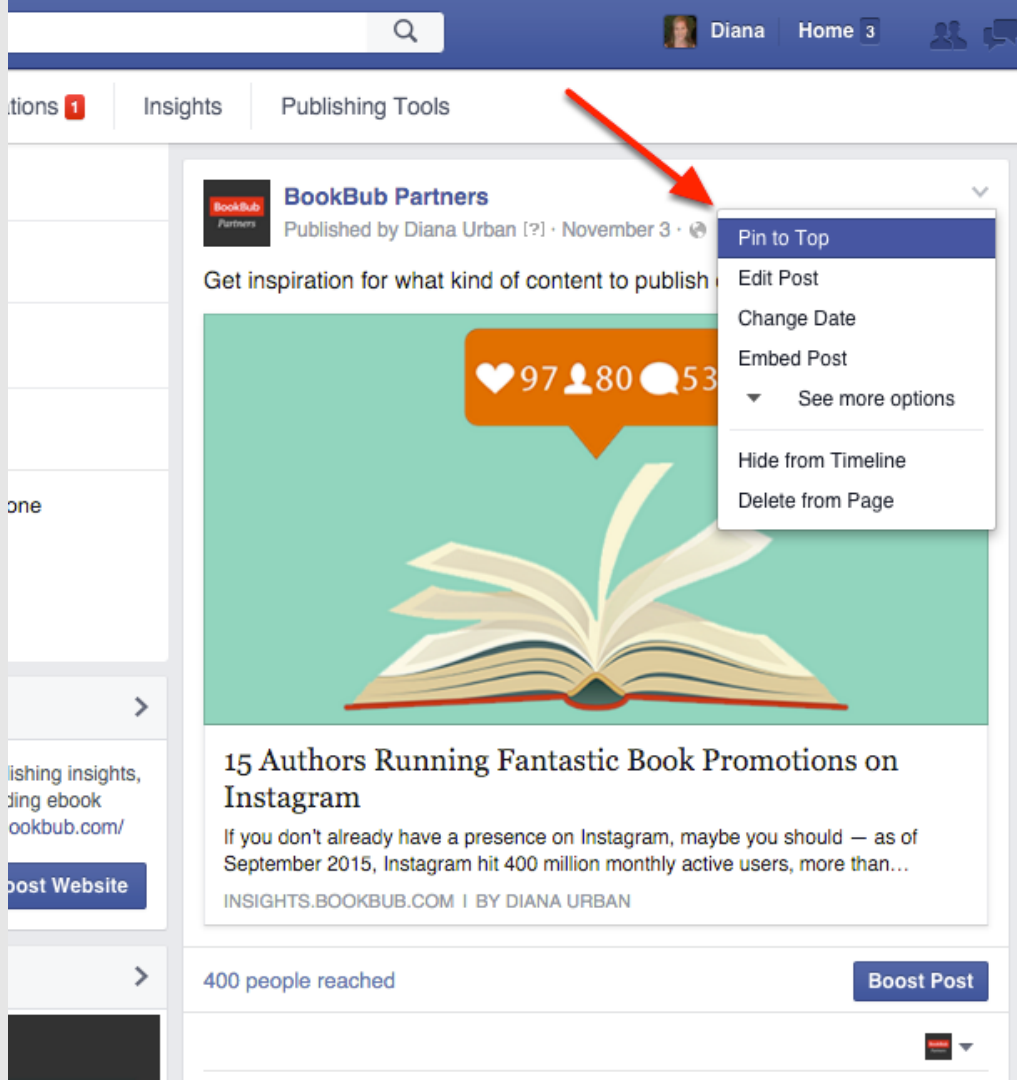 Diana
Home 3
tions 1
Insights
Publishing Tools
BookBub Partners
BookBub Partners
Published by Diana Urban [?] · November 3 ·
Get inspiration for what kind of content to publish
Pin to Top
Edit Post
Change Date
Embed Post
See more options
Hide from Timeline
Delete from Page
97 80 53
one
15 Authors Running Fantastic Book Promotions on
Instagram
If you don't already have a presence on Instagram, maybe you should — as of
September 2015, Instagram hit 400 million monthly active users, more than...
INSIGHTS.BOOKBUB.COM | BY DIANA URBAN
lishing insights,
ding ebook
ookbub.com/
oost Website
400 people reached
Boost Post